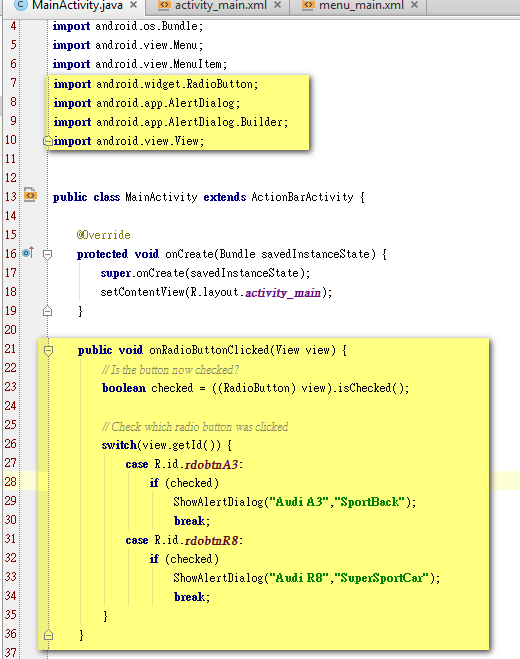 MainActivity.java × activity_main.xml × menu_main.xml ×
4 import android.os.Bundle;
5 import android.view.Menu;
6 import android.view.MenuItem;
7 import android.widget.RadioButton;
8 import android.app.AlertDialog;
9 import android.app.AlertDialog.Builder;
10 import android.view.View;
11
12
13 public class MainActivity extends ActionBarActivity {
14
15 @Override
16 protected void onCreate(Bundle savedInstanceState) {
17 super.onCreate(savedInstanceState);
18 setContentView(R.layout.activity_main);
19 }
20
21 public void onRadioButtonClicked(View view) {
22 // Is the button now checked?
23 boolean checked = ((RadioButton) view).isChecked();
24
25 // Check which radio button was clicked
26 switch(view.getId()) {
27 case R.id.rdobtnA3:
28 if (checked)
29 ShowAlertDialog("Audi A3","SportBack");
30 break;
31 case R.id.rdobtnR8:
32 if (checked)
33 ShowAlertDialog("Audi R8","SuperSportCar");
34 break;
35 }
36 }
37